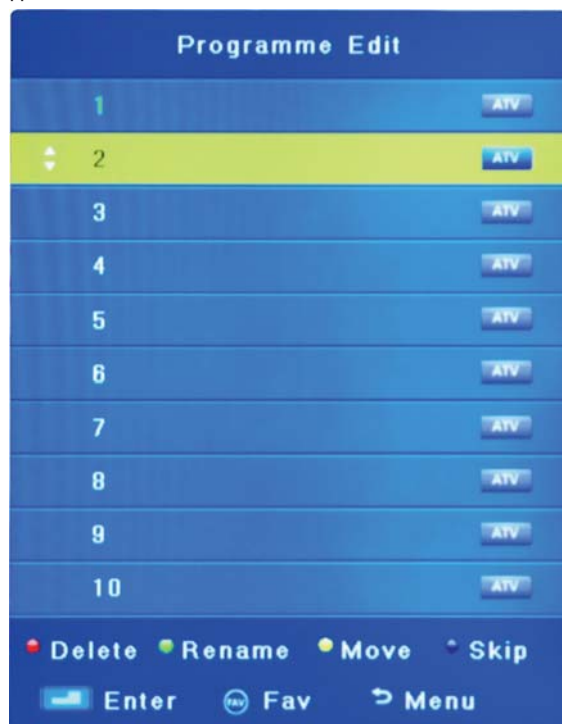 Programme Edit
1 ATV
2 ATV
3 ATV
4 ATV
5 ATV
6 ATV
7 ATV
8 ATV
9 ATV
10 ATV
Delete Rename Move Skip
Enter FAV Fav Menu